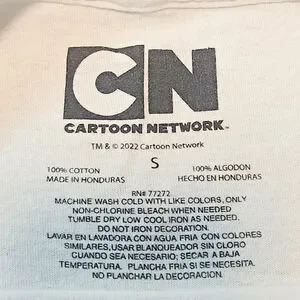 CN
CARTOON NETWORK™
TM & © 2022 Cartoon Network
S
100% COTTON
MADE IN HONDURAS
100% ALGODON
HECHO EN HONDURAS
RN# 77272
MACHINE WASH COLD WITH LIKE COLORS, ONLY
NON-CHLORINE BLEACH WHEN NEEDED
TUMBLE DRY LOW COOL IRON AS NEEDED.
DO NOT IRON DECORATION.
LAVAR EN LAVADORA CON AGUA FRIA CON COLORES
SIMILARES,USAR BLANQUEADOR SIN CLORO
CUANDO SEA NECESARIO; SECAR A BAJA
TEMPERATURA. PLANCHA FRIA SI SE NECESITA.
NO PLANCHAR LA DECORACION.